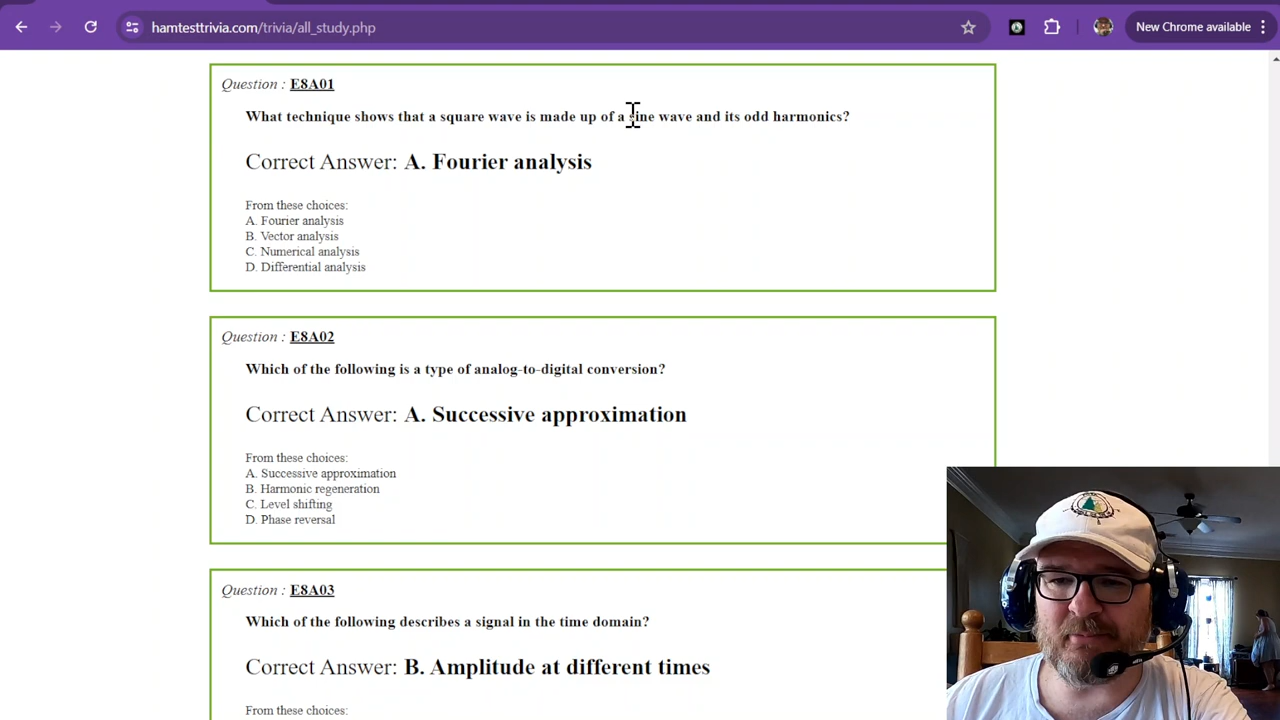 hamtesttrivia.com/trivia/all_study.php
New Chrome available
Question : E8A01
What technique shows that a square wave is made up of a sine wave and its odd harmonics?
Correct Answer: A. Fourier analysis
From these choices:
A. Fourier analysis
B. Vector analysis
C. Numerical analysis
D. Differential analysis
Question : E8A02
Which of the following is a type of analog-to-digital conversion?
Correct Answer: A. Successive approximation
From these choices:
A. Successive approximation
B. Harmonic regeneration
C. Level shifting
D. Phase reversal
Question : E8A03
Which of the following describes a signal in the time domain?
Correct Answer: B. Amplitude at different times
From these choices: